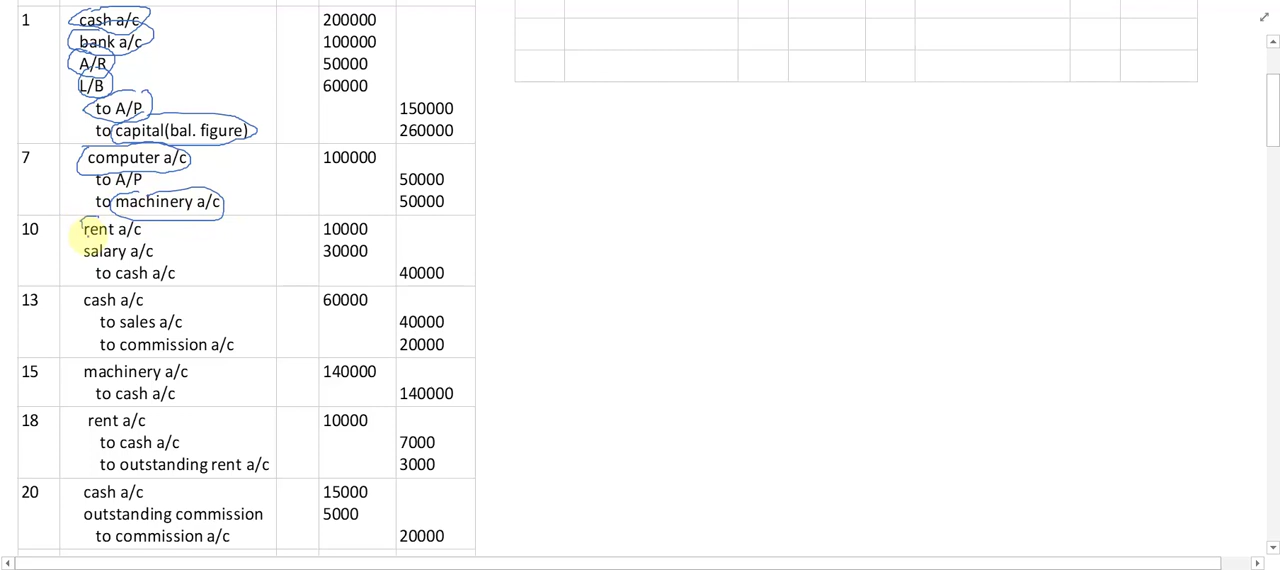 1 cash a/c 200000
bank a/c 100000
A/R 50000
L/B 60000
to A/P 150000
to capital(bal. figure) 260000
7 computer a/c 100000
to A/P 50000
to machinery a/c 50000
10 rent a/c 10000
salary a/c 30000
to cash a/c 40000
13 cash a/c 60000
to sales a/c 40000
to commission a/c 20000
15 machinery a/c 140000
to cash a/c 140000
18 rent a/c 10000
to cash a/c 7000
to outstanding rent a/c 3000
20 cash a/c 15000
outstanding commission 5000
to commission a/c 20000